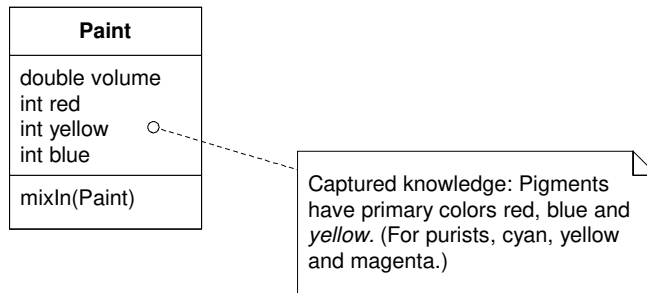 Paint
double volume
int red
int yellow
int blue
mixIn(Paint)
Captured knowledge: Pigments
have primary colors red, blue and
yellow. (For purists, cyan, yellow
and magenta.)